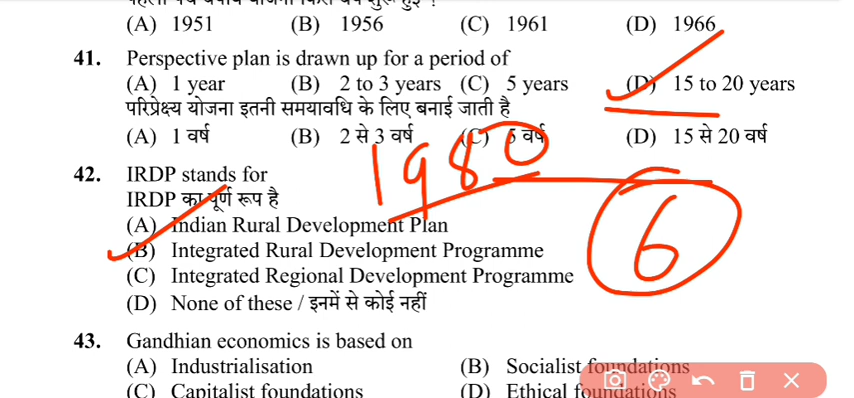 (A) 1951 (B) 1956 (C) 1961 (D) 1966
41. Perspective plan is drawn up for a period of
(A) 1 year (B) 2 to 3 years (C) 5 years (D) 15 to 20 years
परिप्रेक्ष्य योजना इतनी समयावधि के लिए बनाई जाती है
(A) 1 वर्ष (B) 2 से 3 वर्ष (C) 5 वर्ष (D) 15 से 20 वर्ष
1980
42. IRDP stands for
IRDP का पूर्ण रूप है
6
(A) Indian Rural Development Plan
(B) Integrated Rural Development Programme
(C) Integrated Regional Development Programme
(D) None of these / इनमें से कोई नहीं
43. Gandhian economics is based on
(A) Industrialisation (B) Socialist foundations
(C) Capitalist foundations (D) Ethical foundations